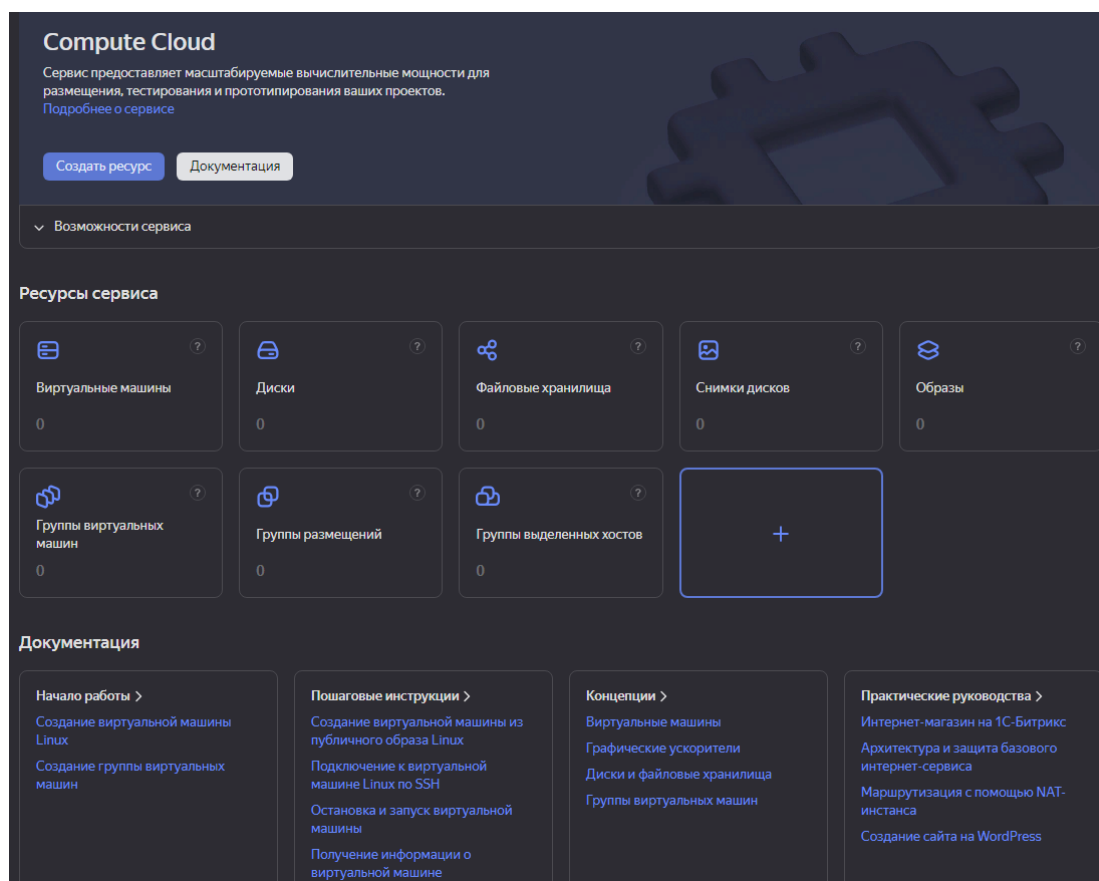 Compute Cloud
Сервис предоставляет масштабируемые вычислительные мощности для
размещения, тестирования и прототипирования ваших проектов.
Подробнее о сервисе
Создать ресурс
Документация
Возможности сервиса
Ресурсы сервиса
?
?
?
?
?
Виртуальные машины
Диски
Файловые хранилища
Снимки дисков
Образы
0
0
0
0
0
?
?
?
Группы виртуальных
машин
Группы размещений
Группы выделенных хостов
+
0
0
0
Документация
Начало работы >
Создание виртуальной машины
Linux
Создание группы виртуальных
машин
Пошаговые инструкции >
Создание виртуальной машины из
публичного образа Linux
Подключение к виртуальной
машине Linux по SSH
Остановка и запуск виртуальной
машины
Получение информации о
виртуальной машине
Концепции >
Виртуальные машины
Графические ускорители
Диски и файловые хранилища
Группы виртуальных машин
Практические руководства >
Интернет-магазин на 1С-Битрикс
Архитектура и защита базового
интернет-сервиса
Маршрутизация с помощью NAT-
инстанса
Создание сайта на WordPress